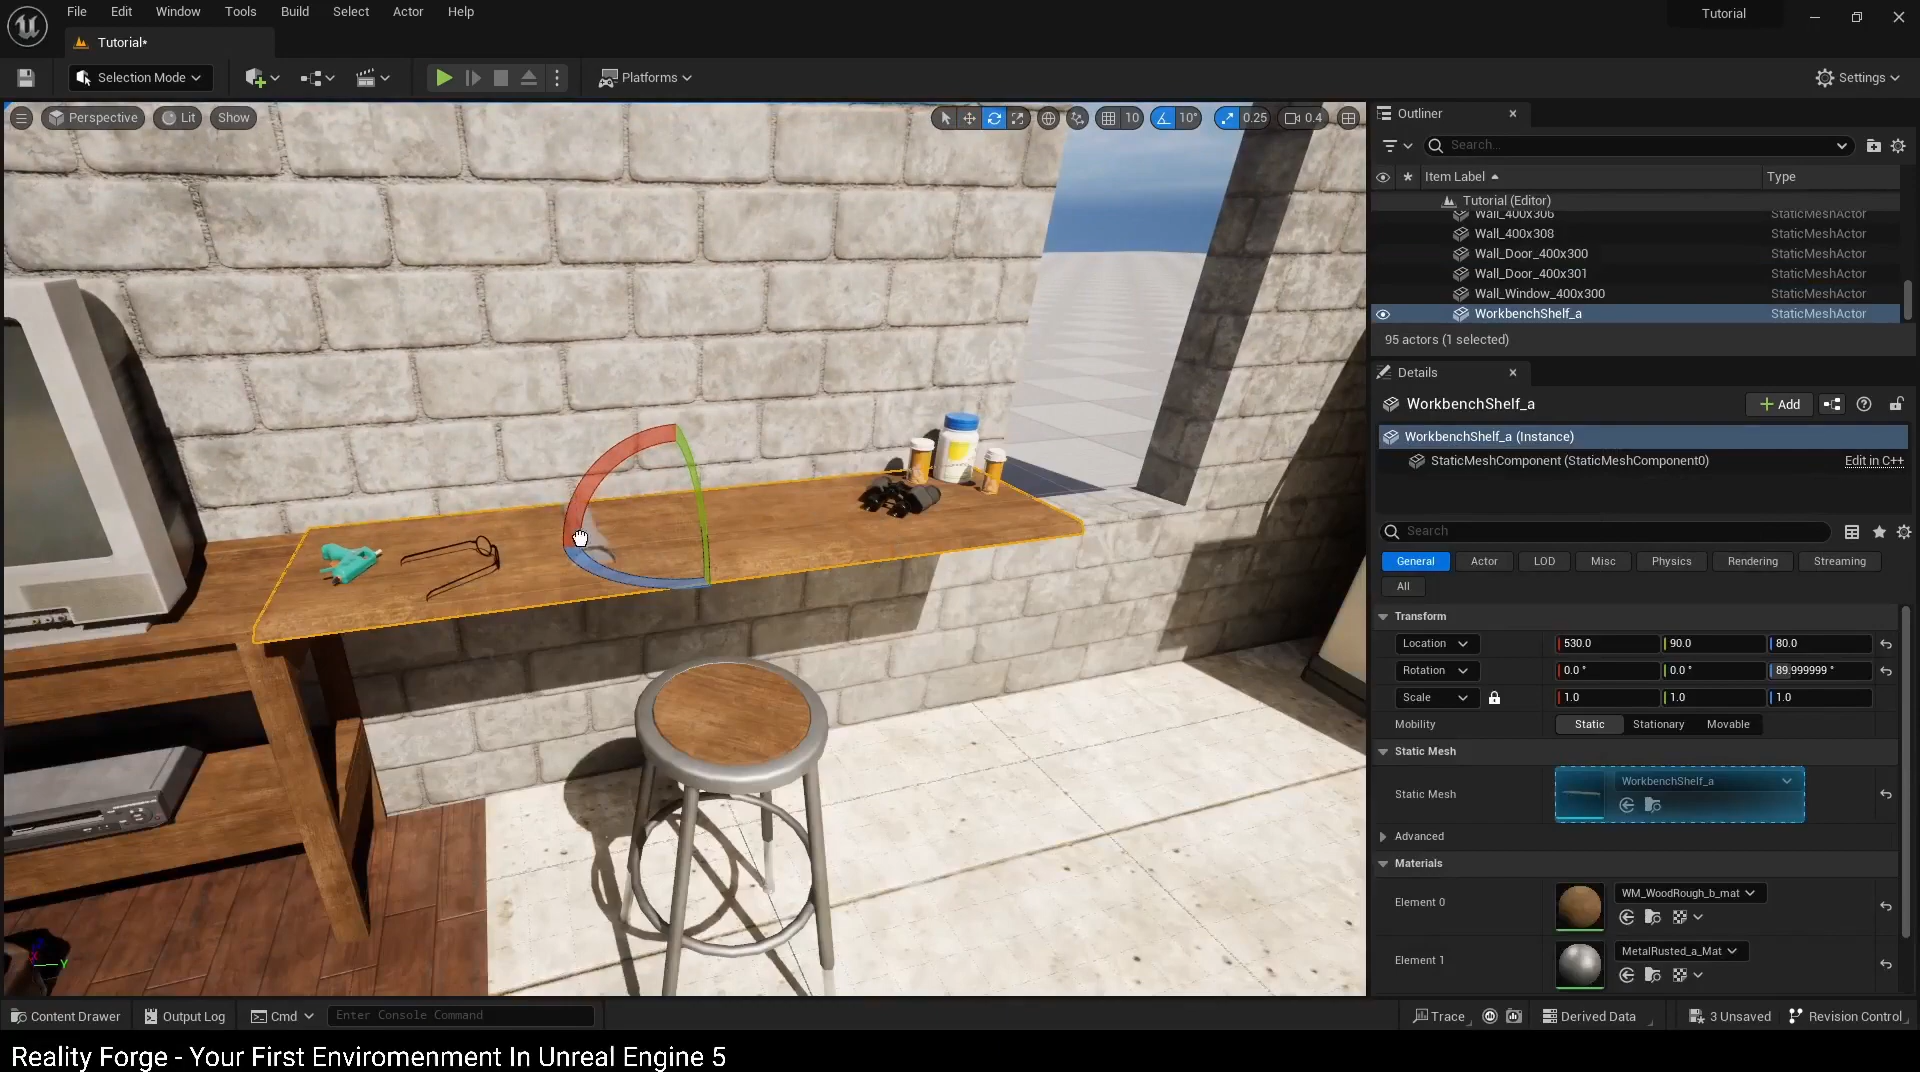 File Edit Window Tools Build Select Actor Help
Tutorial
Tutorial*
Selection Mode
Platforms
Settings
Perspective Lit Show
10 10° 0.25 0.4
Outliner
Search...
Item Label Type
Tutorial (Editor)
Wall_400x306 StaticMeshActor
Wall_400x308 StaticMeshActor
Wall_Door_400x300 StaticMeshActor
Wall_Door_400x301 StaticMeshActor
Wall_Window_400x300 StaticMeshActor
WorkbenchShelf_a StaticMeshActor
95 actors (1 selected)
Details
WorkbenchShelf_a
+ Add
WorkbenchShelf_a (Instance)
StaticMeshComponent (StaticMeshComponent0) Edit in C++
Search
General Actor LOD Misc Physics Rendering Streaming
All
Transform
Location 530.0 90.0 80.0
Rotation 0.0° 0.0° 89.999999°
Scale 1.0 1.0 1.0
Mobility Static Stationary Movable
Static Mesh
Static Mesh WorkbenchShelf_a
Advanced
Materials
Element 0 WM_WoodRough_b_mat
Element 1 MetalRusted_a_Mat
X Y
Content Drawer Output Log Cmd Enter Console Command
Trace Derived Data 3 Unsaved Revision Control
Reality Forge - Your First Enviromenment In Unreal Engine 5